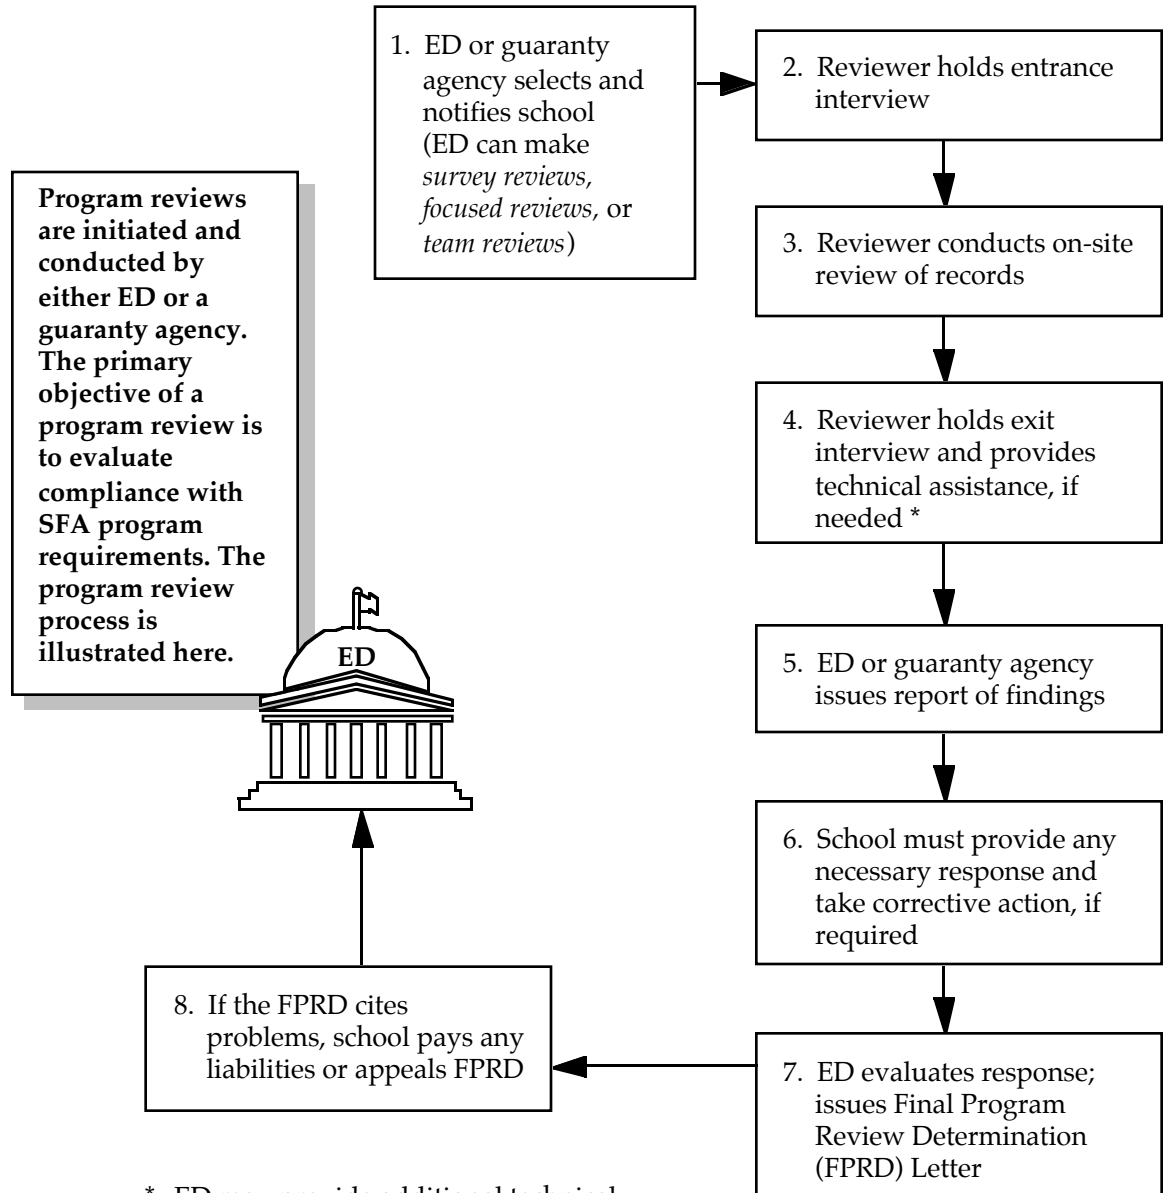 1. ED or guaranty
agency selects and
notifies school
(ED can make
survey reviews,
focused reviews, or
team reviews)
2. Reviewer holds entrance
interview
3. Reviewer conducts on-site
review of records
4. Reviewer holds exit
interview and provides
technical assistance, if
needed *
5. ED or guaranty agency
issues report of findings
6. School must provide any
necessary response and
take corrective action, if
required
7. ED evaluates response;
issues Final Program
Review Determination
(FPRD) Letter
8. If the FPRD cites
problems, school pays any
liabilities or appeals FPRD
Program reviews
are initiated and
conducted by
either ED or a
guaranty agency.
The primary
objective of a
program review is
to evaluate
compliance with
SFA program
requirements. The
program review
process is
illustrated here.
ED
* ED may provide additional technical